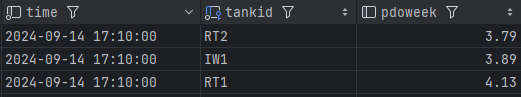 time tankid pdoweek
2024-09-14 17:10:00 RT2 3.79
2024-09-14 17:10:00 IW1 3.89
2024-09-14 17:10:00 RT1 4.13